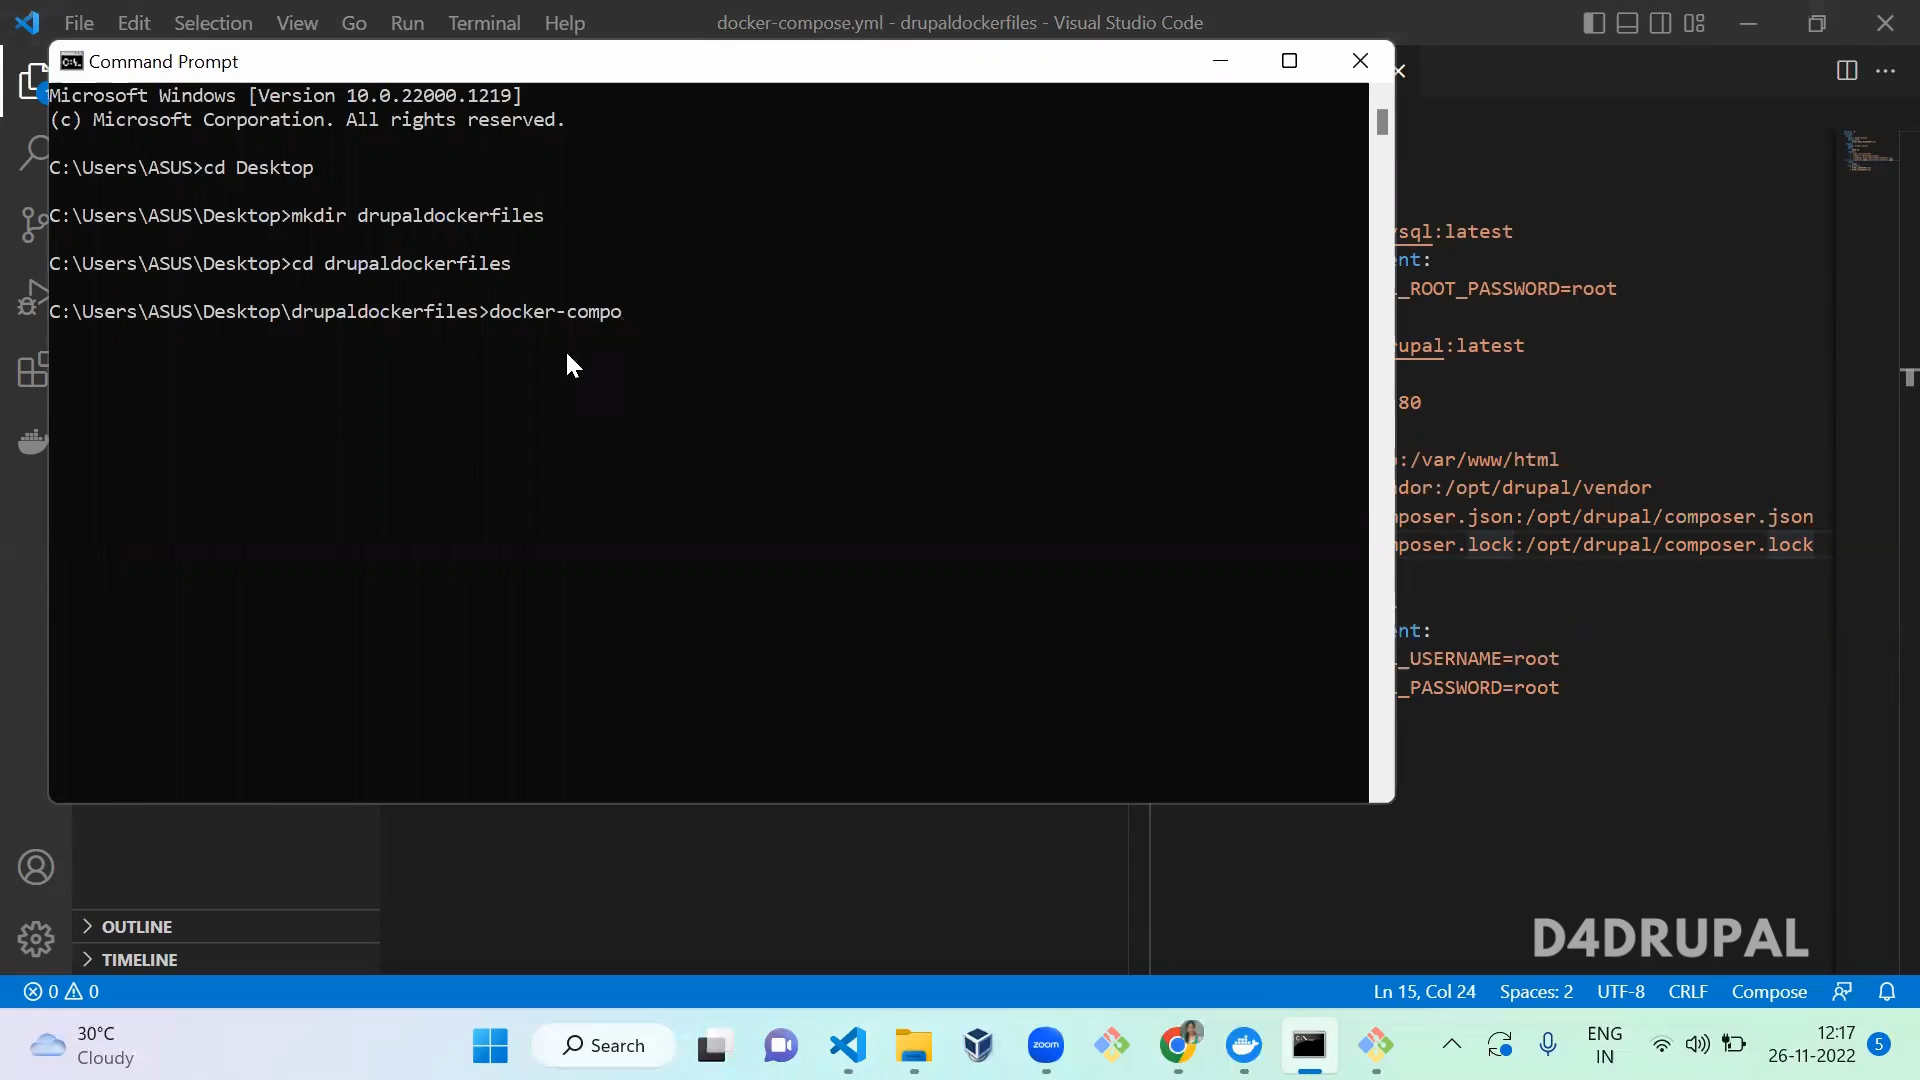 File Edit Selection View Go Run Terminal Help
docker-compose.yml - drupaldockerfiles - Visual Studio Code
Command Prompt
Microsoft Windows [Version 10.0.22000.1219]
(c) Microsoft Corporation. All rights reserved.
C:\Users\ASUS>cd Desktop
C:\Users\ASUS\Desktop>mkdir drupaldockerfiles
C:\Users\ASUS\Desktop>cd drupaldockerfiles
C:\Users\ASUS\Desktop\drupaldockerfiles>docker-compo
sql:latest
ent:
_ROOT_PASSWORD=root
upal:latest
80
:/var/www/html
dor:/opt/drupal/vendor
poser.json:/opt/drupal/composer.json
poser.lock:/opt/drupal/composer.lock
ent:
_USERNAME=root
_PASSWORD=root
OUTLINE
TIMELINE
D4DRUPAL
0 0
Ln 15, Col 24 Spaces: 2 UTF-8 CRLF Compose
30°C
Cloudy
Search
zoom
ENG
IN
12:17
26-11-2022
5